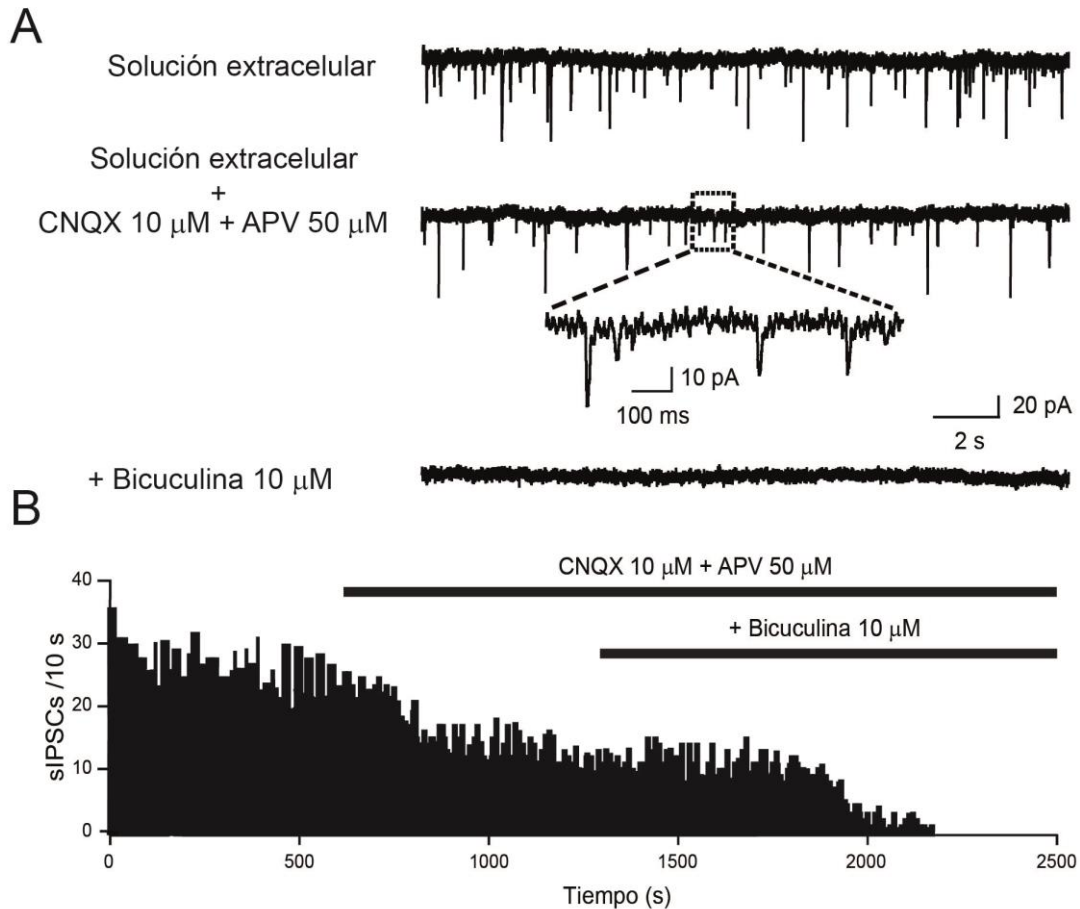 A
Solución extracelular
Solución extracelular
+
CNQX 10 μM + APV 50 μM
10 pA
100 ms
20 pA
2 s
+ Bicuculina 10 μM
B
CNQX 10 μM + APV 50 μM
+ Bicuculina 10 μM
sIPSCs /10 s
40
30
20
10
0
0
500
1000
1500
2000
2500
Tiempo (s)